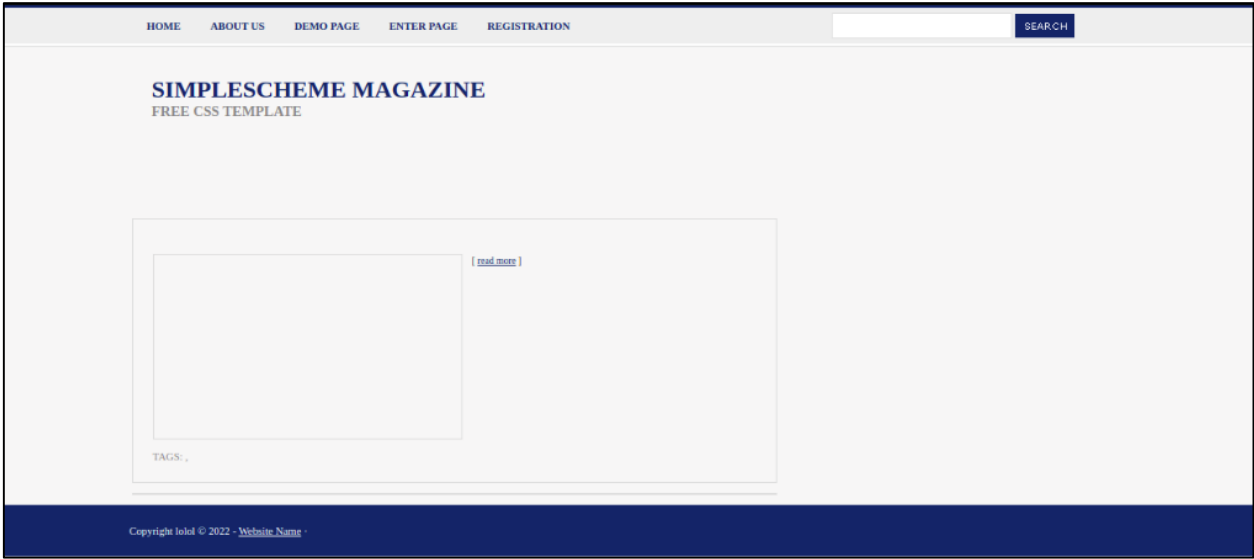 HOME ABOUT US DEMO PAGE ENTER PAGE REGISTRATION SEARCH
SIMPLESCHEME MAGAZINE
FREE CSS TEMPLATE
[ read more ]
TAGS: ,
Copyright lolol © 2022 - Website Name ·